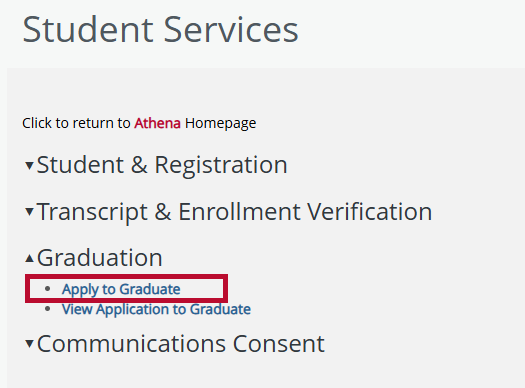 Student Services
Click to return to Athena Homepage
Student & Registration
Transcript & Enrollment Verification
Graduation
Apply to Graduate
View Application to Graduate
Communications Consent